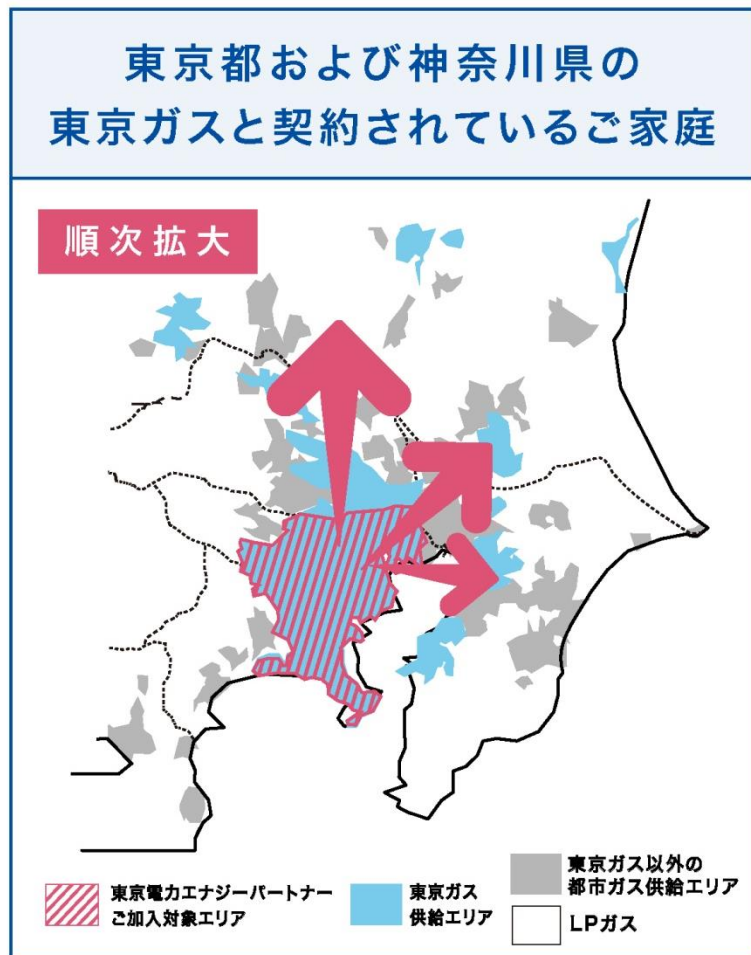 東京都および神奈川県の
東京ガスと契約されているご家庭
順次拡大
東京電力エナジーパートナー
ご加入対象エリア
東京ガス
供給エリア
東京ガス以外の
都市ガス供給エリア
LPガス